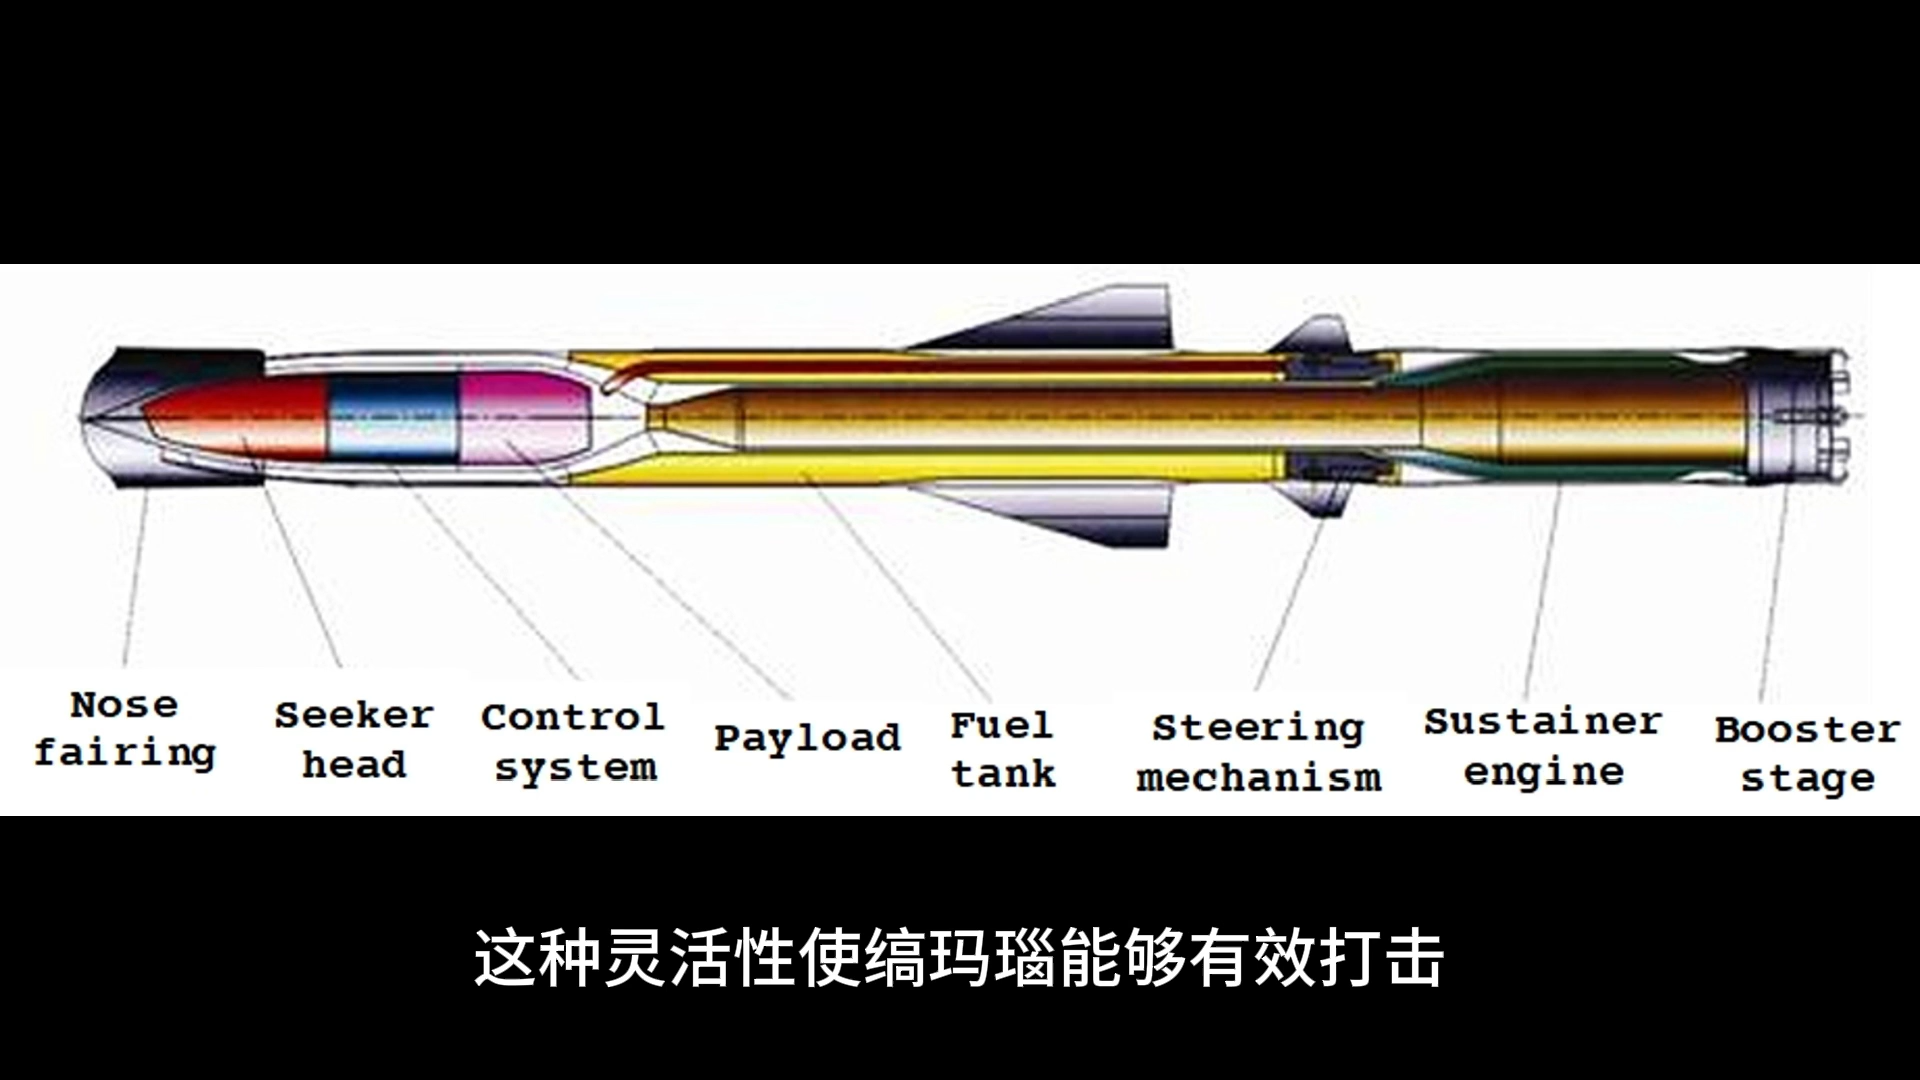 Nose
fairing
Seeker
head
Control
system
Payload
Fuel
tank
Steering
mechanism
Sustainer
engine
Booster
stage
这种灵活性使缟玛瑙能够有效打击